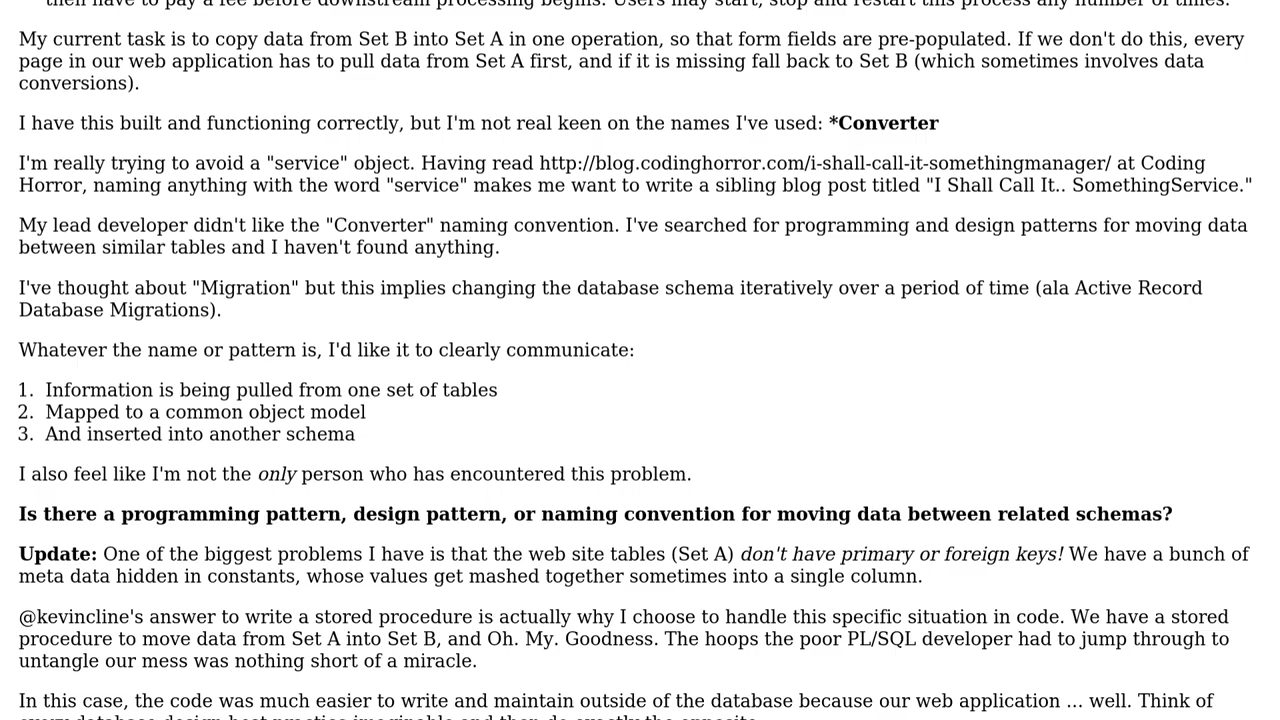 then have to pay a fee before downstream processing begins. Users may start, stop and restart this process any number of times.
My current task is to copy data from Set B into Set A in one operation, so that form fields are pre-populated. If we don't do this, every
page in our web application has to pull data from Set A first, and if it is missing fall back to Set B (which sometimes involves data
conversions).
I have this built and functioning correctly, but I'm not real keen on the names I've used: *Converter
I'm really trying to avoid a "service" object. Having read http://blog.codinghorror.com/i-shall-call-it-somethingmanager/ at Coding
Horror, naming anything with the word "service" makes me want to write a sibling blog post titled "I Shall Call It.. SomethingService."
My lead developer didn't like the "Converter" naming convention. I've searched for programming and design patterns for moving data
between similar tables and I haven't found anything.
I've thought about "Migration" but this implies changing the database schema iteratively over a period of time (ala Active Record
Database Migrations).
Whatever the name or pattern is, I'd like it to clearly communicate:
1. Information is being pulled from one set of tables
2. Mapped to a common object model
3. And inserted into another schema
I also feel like I'm not the only person who has encountered this problem.
Is there a programming pattern, design pattern, or naming convention for moving data between related schemas?
Update: One of the biggest problems I have is that the web site tables (Set A) don't have primary or foreign keys! We have a bunch of
meta data hidden in constants, whose values get mashed together sometimes into a single column.
@kevincline's answer to write a stored procedure is actually why I choose to handle this specific situation in code. We have a stored
procedure to move data from Set A into Set B, and Oh. My. Goodness. The hoops the poor PL/SQL developer had to jump through to
untangle our mess was nothing short of a miracle.
In this case, the code was much easier to write and maintain outside of the database because our web application ... well. Think of
every database design best practice imaginable and then do exactly the opposite.